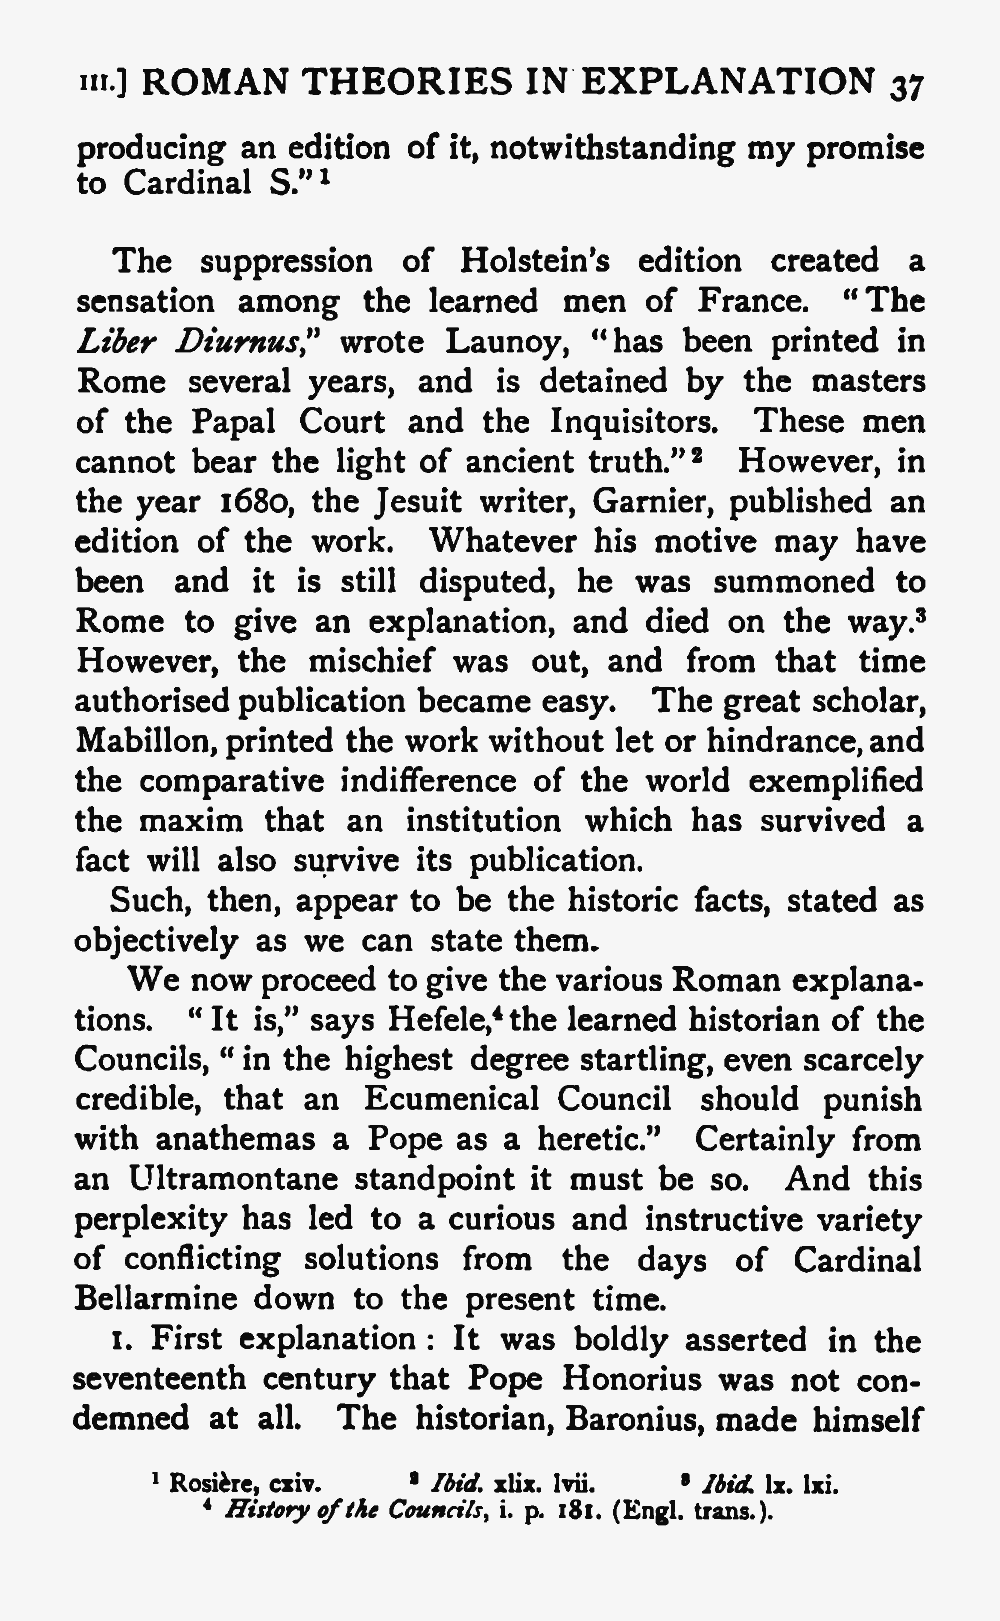 III.] ROMAN THEORIES IN EXPLANATION 37
producing an edition of it, notwithstanding my promise
to Cardinal S." ¹
The suppression of Holstein's edition created a
sensation among the learned men of France. "The
Liber Diurnus," wrote Launoy, "has been printed in
Rome several years, and is detained by the masters
of the Papal Court and the Inquisitors. These men
cannot bear the light of ancient truth." ² However, in
the year 1680, the Jesuit writer, Garnier, published an
edition of the work. Whatever his motive may have
been and it is still disputed, he was summoned to
Rome to give an explanation, and died on the way.³
However, the mischief was out, and from that time
authorised publication became easy. The great scholar,
Mabillon, printed the work without let or hindrance, and
the comparative indifference of the world exemplified
the maxim that an institution which has survived a
fact will also survive its publication.
Such, then, appear to be the historic facts, stated as
objectively as we can state them.
We now proceed to give the various Roman explana-
tions. "It is," says Hefele,⁴ the learned historian of the
Councils, "in the highest degree startling, even scarcely
credible, that an Ecumenical Council should punish
with anathemas a Pope as a heretic." Certainly from
an Ultramontane standpoint it must be so. And this
perplexity has led to a curious and instructive variety
of conflicting solutions from the days of Cardinal
Bellarmine down to the present time.
1. First explanation : It was boldly asserted in the
seventeenth century that Pope Honorius was not con-
demned at all. The historian, Baronius, made himself
¹ Rosière, cxiv. ² Ibid. xlix. lvii. ³ Ibid. lx. lxi.
⁴ History of the Councils, i. p. 181. (Engl. trans.).